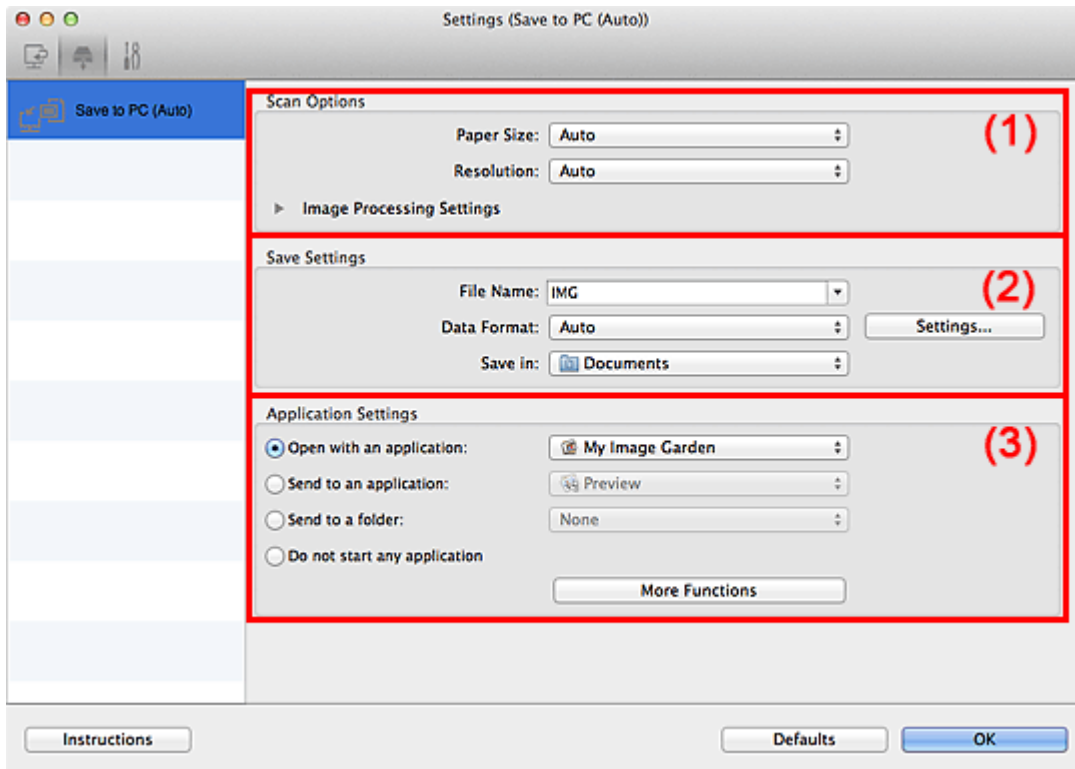 Settings (Save to PC (Auto))
Save to PC (Auto)
Scan Options
(1)
Paper Size: Auto
Resolution: Auto
Image Processing Settings
Save Settings
(2)
File Name: IMG
Data Format: Auto Settings...
Save in: Documents
Application Settings
(3)
Open with an application: My Image Garden
Send to an application: Preview
Send to a folder: None
Do not start any application
More Functions
Instructions Defaults OK